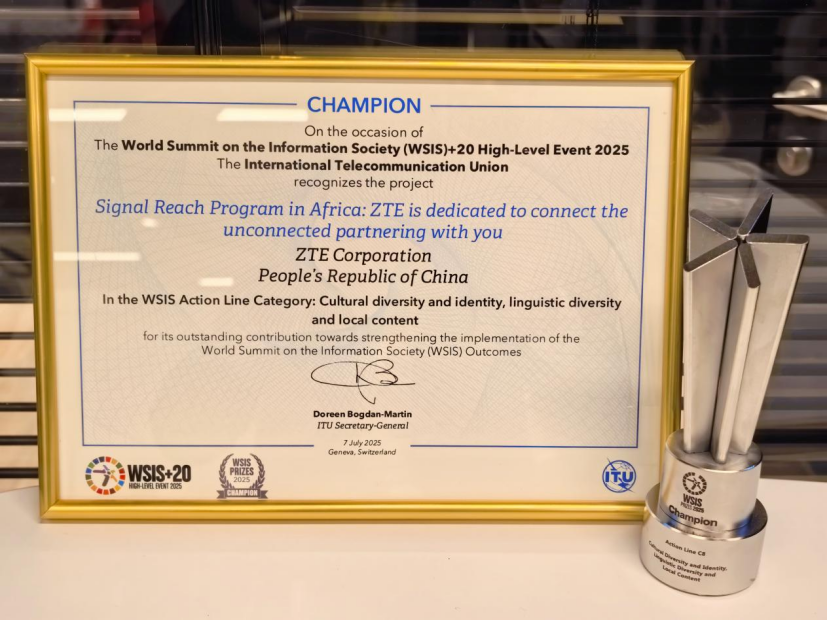 CHAMPION
On the occasion of
The World Summit on the Information Society (WSIS)+20 High-Level Event 2025
The International Telecommunication Union
recognizes the project
Signal Reach Program in Africa: ZTE is dedicated to connect the
unconnected partnering with you
ZTE Corporation
People's Republic of China
In the WSIS Action Line Category: Cultural diversity and identity, linguistic diversity
and local content
for its outstanding contribution towards strengthening the implementation of the
World Summit on the Information Society (WSIS) Outcomes
Doreen Bogdan-Martin
ITU Secretary-General
7 July 2025
Geneva, Switzerland
WSIS+20
HIGH-LEVEL EVENT 2025
WSIS
PRIZES
2025
CHAMPION
ITU
WSIS
PRIZES 2025
Champion
Action Line C8
Cultural Diversity and Identity,
Linguistic Diversity and
Local Content